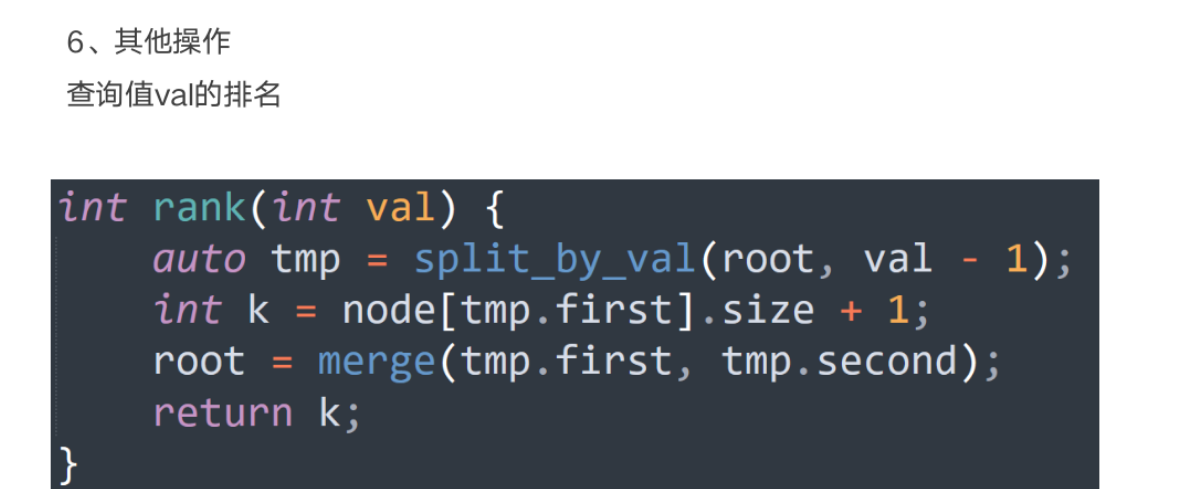 6、其他操作
查询值val的排名
int rank(int val) {
    auto tmp = split_by_val(root, val - 1);
    int k = node[tmp.first].size + 1;
    root = merge(tmp.first, tmp.second);
    return k;
}